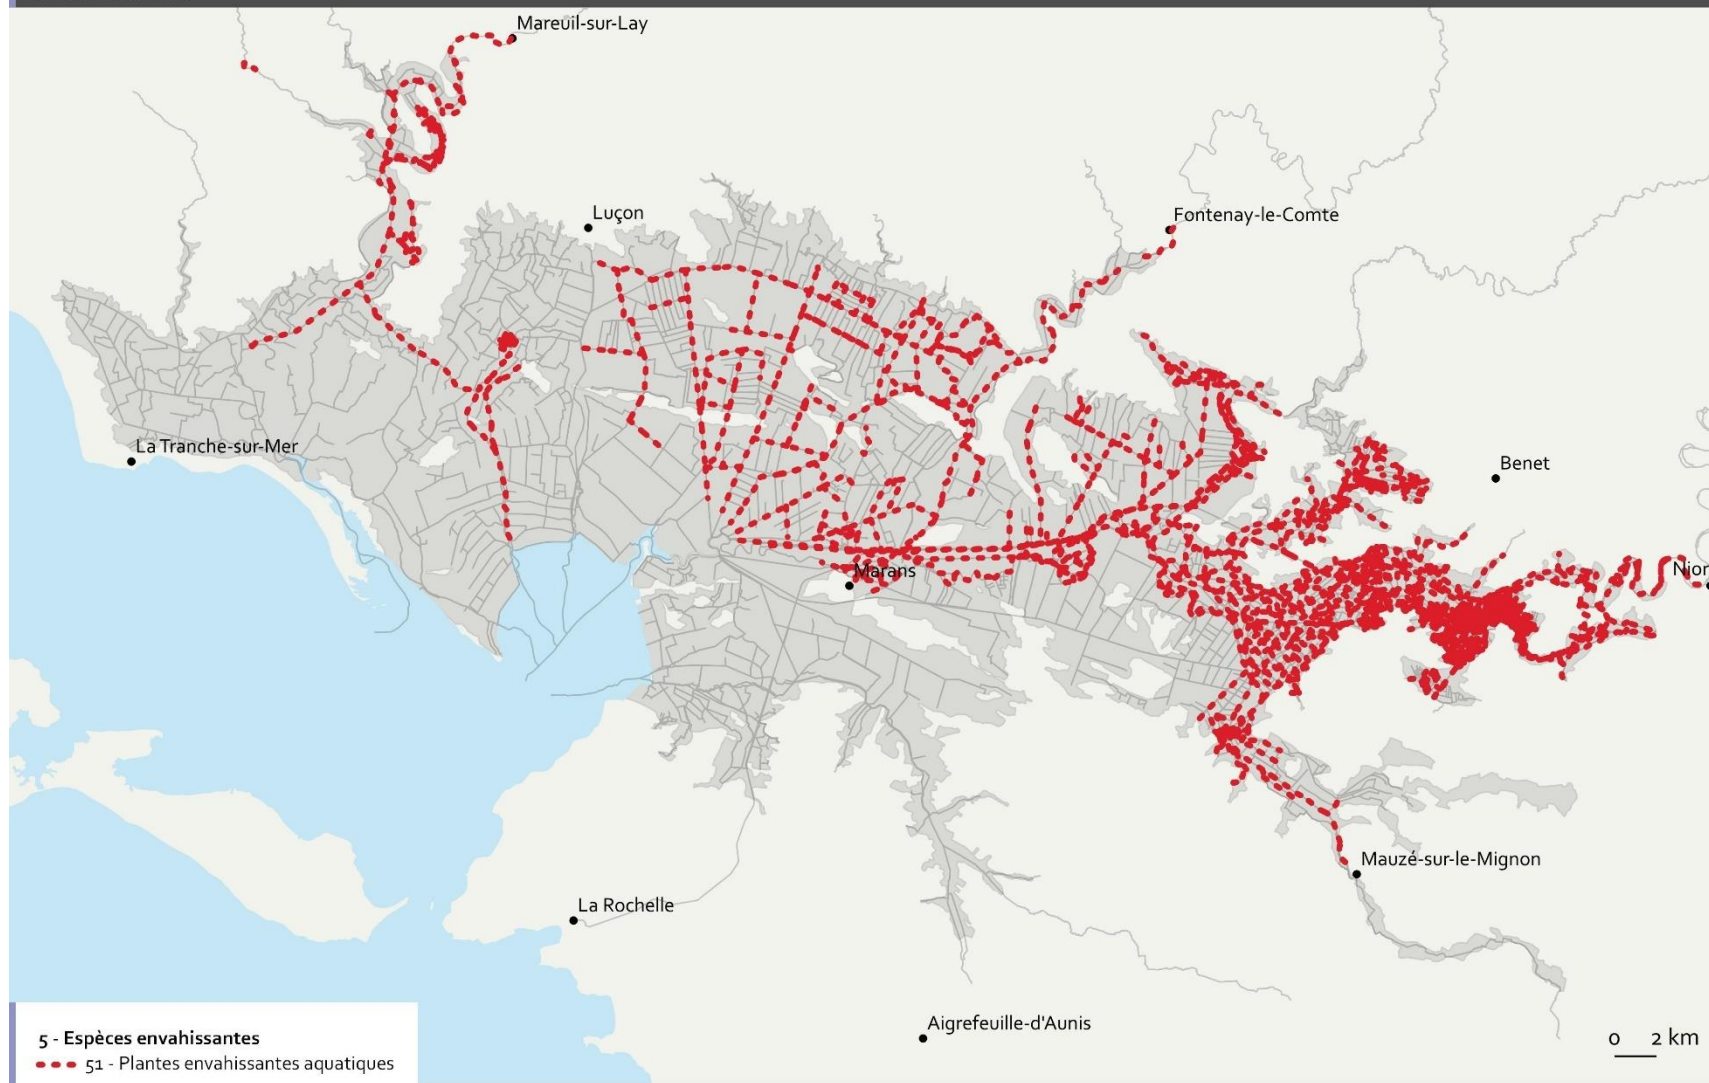 Mareuil-sur-Lay
Luçon
Fontenay-le-Comte
La Tranche-sur-Mer
Benet
Marans
Nior
Mauzé-sur-le-Mignon
La Rochelle
Aigrefeuille-d'Aunis
0 2 km
5 - Espèces envahissantes
51 - Plantes envahissantes aquatiques